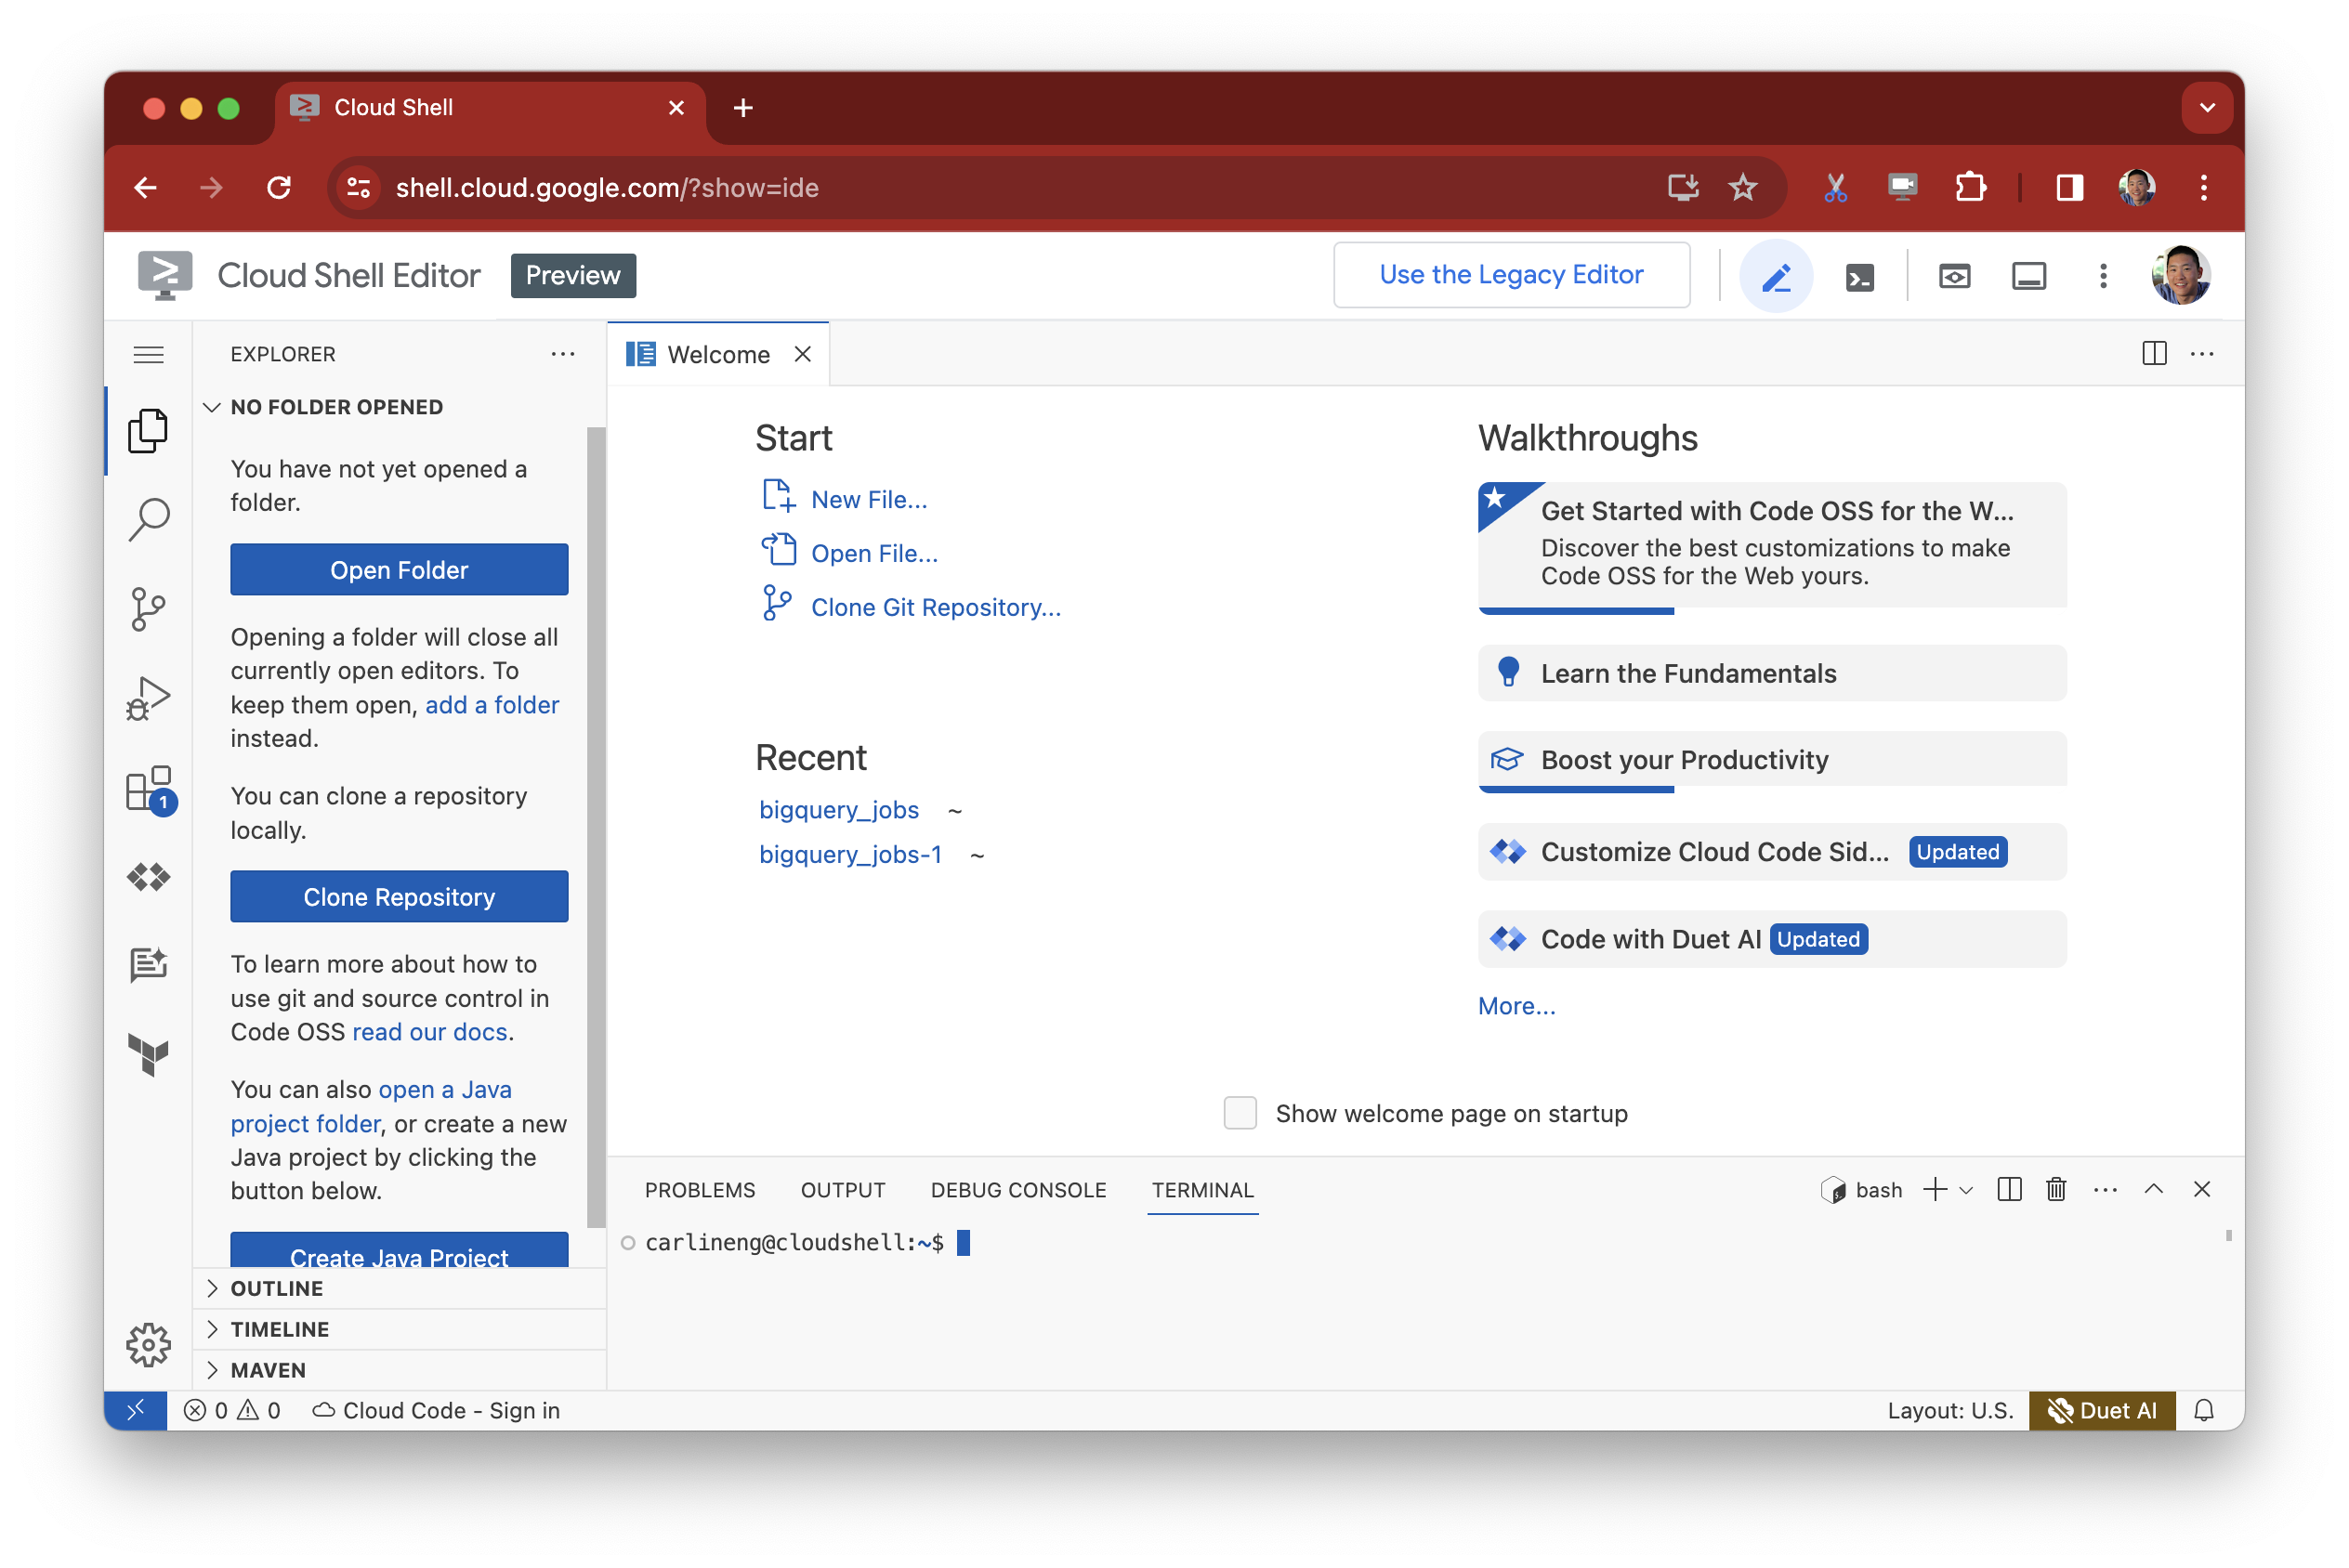 Cloud Shell
shell.cloud.google.com/?show=ide
Cloud Shell Editor
Preview
Use the Legacy Editor
EXPLORER
NO FOLDER OPENED
You have not yet opened a
folder.
Open Folder
Opening a folder will close all
currently open editors. To
keep them open, add a folder
instead.
You can clone a repository
locally.
Clone Repository
To learn more about how to
use git and source control in
Code OSS read our docs.
You can also open a Java
project folder, or create a new
Java project by clicking the
button below.
Create Java Project
OUTLINE
TIMELINE
MAVEN
1
Welcome
Start
New File...
Open File...
Clone Git Repository...
Recent
bigquery_jobs ~
bigquery_jobs-1 ~
Walkthroughs
Get Started with Code OSS for the W...
Discover the best customizations to make
Code OSS for the Web yours.
Learn the Fundamentals
Boost your Productivity
Customize Cloud Code Sid... Updated
Code with Duet AI Updated
More...
Show welcome page on startup
PROBLEMS OUTPUT DEBUG CONSOLE TERMINAL
bash
carlineng@cloudshell:~$
0 0 Cloud Code - Sign in
Layout: U.S. Duet AI